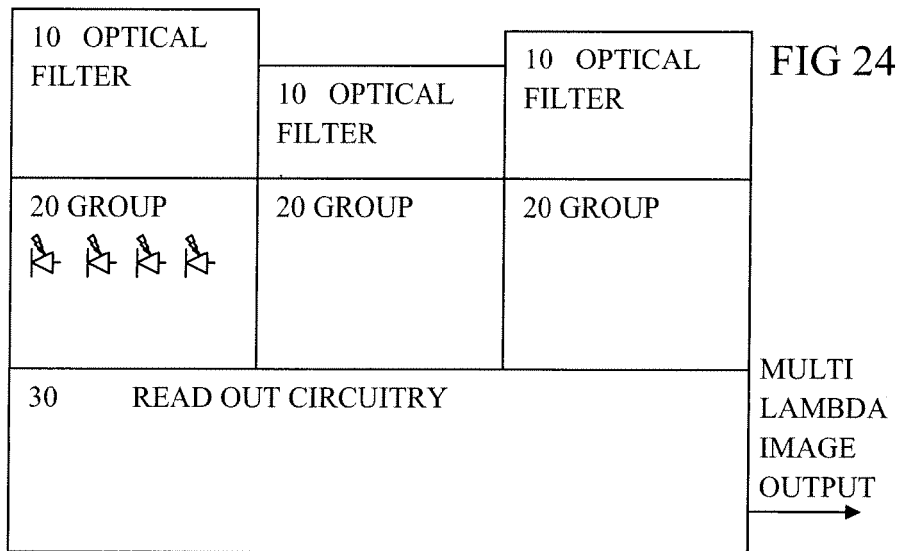 10 OPTICAL
FILTER
10 OPTICAL
FILTER
10 OPTICAL
FILTER
FIG 24
20 GROUP
20 GROUP
20 GROUP
30 READ OUT CIRCUITRY
MULTI
LAMBDA
IMAGE
OUTPUT